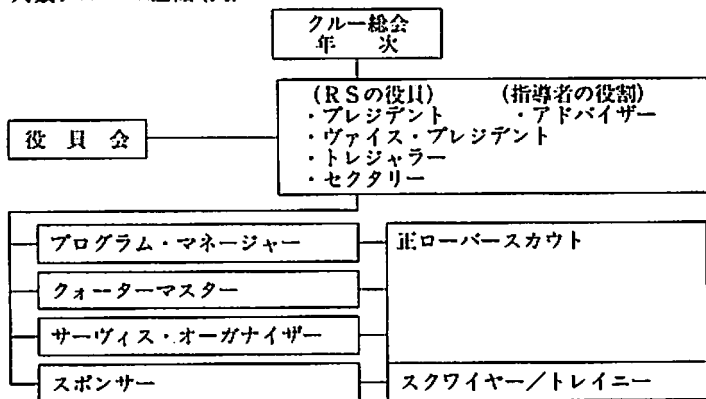 クルー総会
年　次
(RSの役員)　　(指導者の役割)
・プレジデント　　・アドバイザー
・ヴァイス・プレジデント
・トレジャラー
・セクタリー
役　員　会
プログラム・マネージャー
正ローバースカウト
クォーターマスター
サーヴィス・オーガナイザー
スポンサー
スクワイヤー／トレイニー